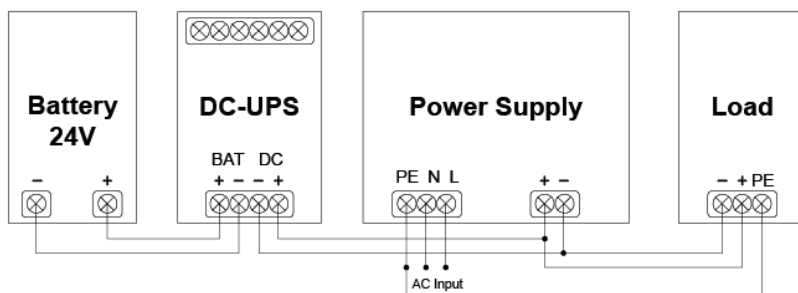 Battery
24V
DC-UPS
Power Supply
Load
BAT DC
PE N L
- +
+ - - +
+ -
- + PE
AC Input